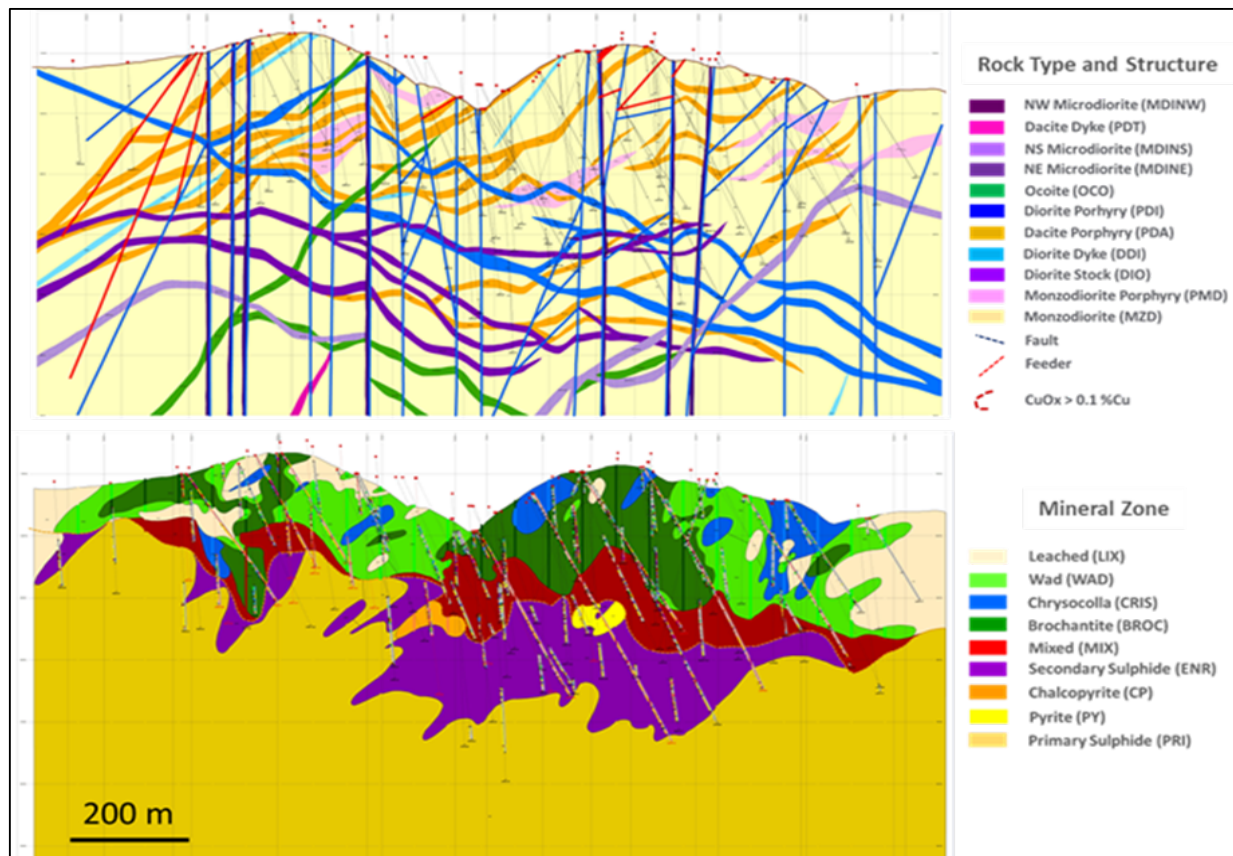 Rock Type and Structure
NW Microdiorite (MDINW)
Dacite Dyke (PDT)
NS Microdiorite (MDINS)
NE Microdiorite (MDINE)
Ocoite (OCO)
Diorite Porhyry (PDI)
Dacite Porphyry (PDA)
Diorite Dyke (DDI)
Diorite Stock (DIO)
Monzodiorite Porphyry (PMD)
Monzodiorite (MZD)
Fault
Feeder
CuOx > 0.1 %Cu
Mineral Zone
Leached (LIX)
Wad (WAD)
Chrysocolla (CRIS)
Brochantite (BROC)
Mixed (MIX)
Secondary Sulphide (ENR)
Chalcopyrite (CP)
Pyrite (PY)
Primary Sulphide (PRI)
200 m